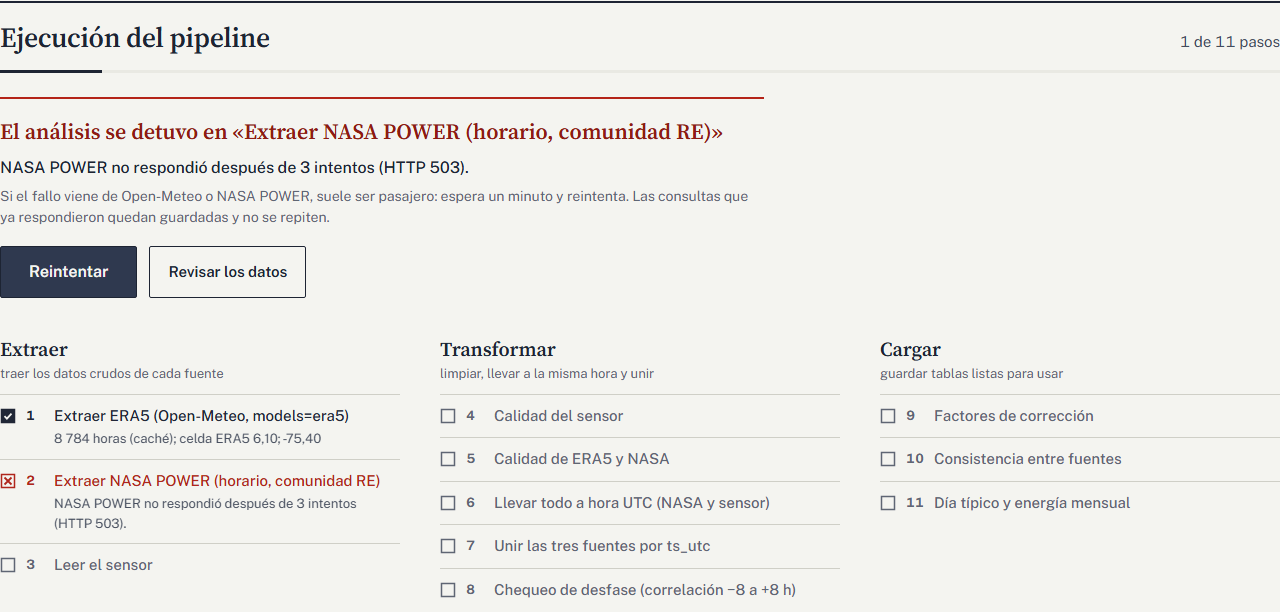 Ejecución del pipeline
1 de 11 pasos
El análisis se detuvo en «Extraer NASA POWER (horario, comunidad RE)»
NASA POWER no respondió después de 3 intentos (HTTP 503).
Si el fallo viene de Open-Meteo o NASA POWER, suele ser pasajero: espera un minuto y reintenta. Las consultas que
ya respondieron quedan guardadas y no se repiten.
Reintentar
Revisar los datos
Extraer
traer los datos crudos de cada fuente
1 Extraer ERA5 (Open-Meteo, models=era5)
8 784 horas (caché); celda ERA5 6,10; -75,40
2 Extraer NASA POWER (horario, comunidad RE)
NASA POWER no respondió después de 3 intentos
(HTTP 503).
3 Leer el sensor
Transformar
limpiar, llevar a la misma hora y unir
4 Calidad del sensor
5 Calidad de ERA5 y NASA
6 Llevar todo a hora UTC (NASA y sensor)
7 Unir las tres fuentes por ts_utc
8 Chequeo de desfase (correlación −8 a +8 h)
Cargar
guardar tablas listas para usar
9 Factores de corrección
10 Consistencia entre fuentes
11 Día típico y energía mensual